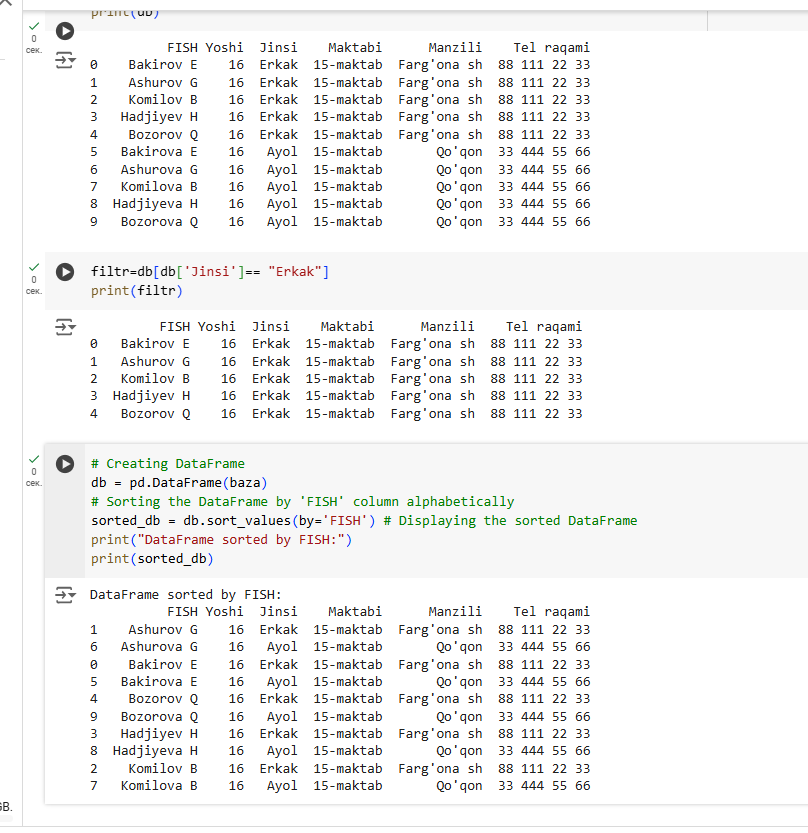 print(db)
0
сек.
FISH Yoshi  Jinsi    Maktabi      Manzili    Tel raqami
0    Bakirov E    16  Erkak  15-maktab  Farg'ona sh  88 111 22 33
1    Ashurov G    16  Erkak  15-maktab  Farg'ona sh  88 111 22 33
2    Komilov B    16  Erkak  15-maktab  Farg'ona sh  88 111 22 33
3   Hadjiyev H    16  Erkak  15-maktab  Farg'ona sh  88 111 22 33
4    Bozorov Q    16  Erkak  15-maktab  Farg'ona sh  88 111 22 33
5   Bakirova E    16   Ayol  15-maktab       Qo'qon  33 444 55 66
6   Ashurova G    16   Ayol  15-maktab       Qo'qon  33 444 55 66
7   Komilova B    16   Ayol  15-maktab       Qo'qon  33 444 55 66
8  Hadjiyeva H    16   Ayol  15-maktab       Qo'qon  33 444 55 66
9   Bozorova Q    16   Ayol  15-maktab       Qo'qon  33 444 55 66
0
сек.
filtr=db[db['Jinsi']== "Erkak"]
print(filtr)
FISH Yoshi  Jinsi    Maktabi      Manzili    Tel raqami
0   Bakirov E    16  Erkak  15-maktab  Farg'ona sh  88 111 22 33
1   Ashurov G    16  Erkak  15-maktab  Farg'ona sh  88 111 22 33
2   Komilov B    16  Erkak  15-maktab  Farg'ona sh  88 111 22 33
3  Hadjiyev H    16  Erkak  15-maktab  Farg'ona sh  88 111 22 33
4   Bozorov Q    16  Erkak  15-maktab  Farg'ona sh  88 111 22 33
0
сек.
# Creating DataFrame
db = pd.DataFrame(baza)
# Sorting the DataFrame by 'FISH' column alphabetically
sorted_db = db.sort_values(by='FISH') # Displaying the sorted DataFrame
print("DataFrame sorted by FISH:")
print(sorted_db)
DataFrame sorted by FISH:
FISH Yoshi  Jinsi    Maktabi      Manzili    Tel raqami
1    Ashurov G    16  Erkak  15-maktab  Farg'ona sh  88 111 22 33
6   Ashurova G    16   Ayol  15-maktab       Qo'qon  33 444 55 66
0    Bakirov E    16  Erkak  15-maktab  Farg'ona sh  88 111 22 33
5   Bakirova E    16   Ayol  15-maktab       Qo'qon  33 444 55 66
4    Bozorov Q    16  Erkak  15-maktab  Farg'ona sh  88 111 22 33
9   Bozorova Q    16   Ayol  15-maktab       Qo'qon  33 444 55 66
3   Hadjiyev H    16  Erkak  15-maktab  Farg'ona sh  88 111 22 33
8  Hadjiyeva H    16   Ayol  15-maktab       Qo'qon  33 444 55 66
2    Komilov B    16  Erkak  15-maktab  Farg'ona sh  88 111 22 33
7   Komilova B    16   Ayol  15-maktab       Qo'qon  33 444 55 66